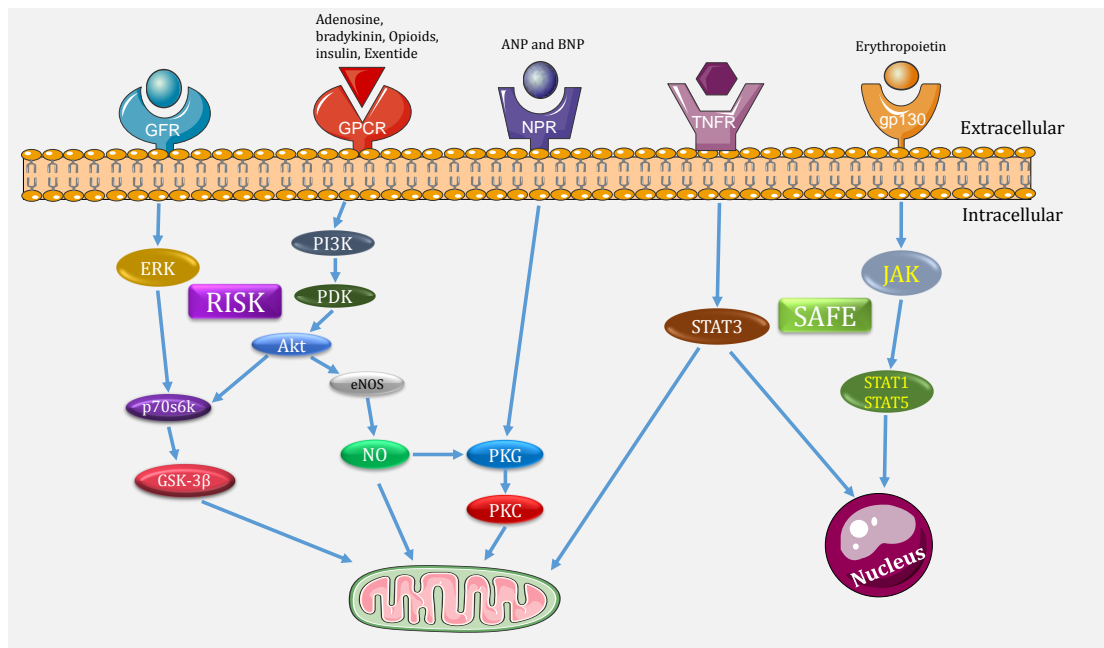 Adenosine,
bradykinin, Opioids,
insulin, Exentide
ANP and BNP
Erythropoietin
GFR
GPCR
NPR
TNFR
gp130
Extracellular
Intracellular
PI3K
ERK
JAK
RISK
PDK
SAFE
STAT3
Akt
eNOS
STAT1
STAT5
p70s6k
NO
PKG
GSK-3β
PKC
Nucleus